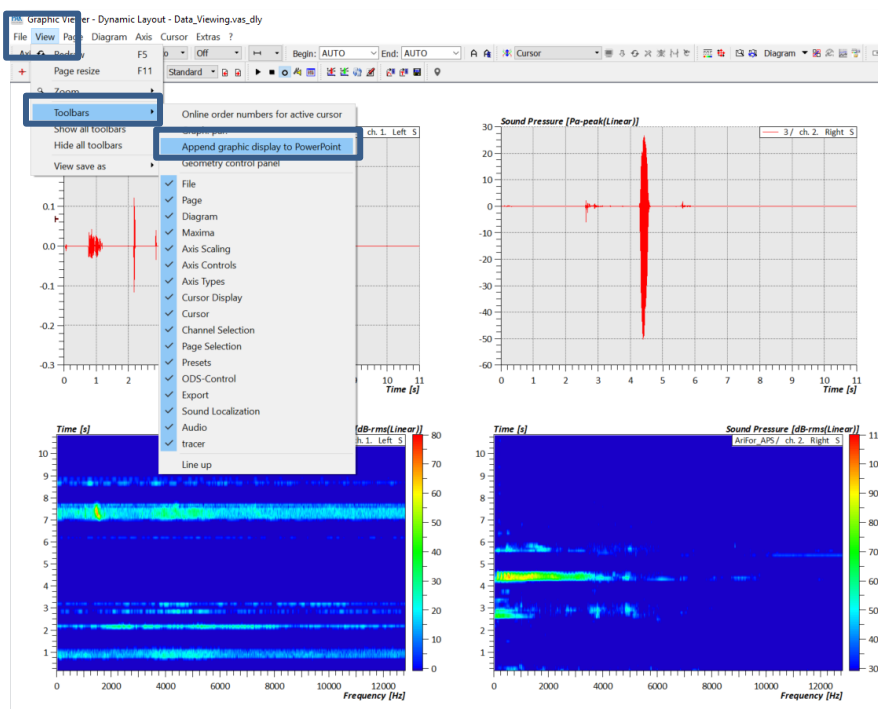 Graphic Viewer - Dynamic Layout - Data_Viewing.vas_dly
File View Page Diagram Axis Cursor Extras ?
Redraw F5
Off
Begin: AUTO
End: AUTO
Cursor
Diagram
Page resize F11
Standard
Zoom
Toolbars
Show all toolbars
Hide all toolbars
View save as
Online order numbers for active cursor
Append graphic display to PowerPoint
Geometry control panel
File
Page
Diagram
Maxima
Axis Scaling
Axis Controls
Axis Types
Cursor Display
Cursor
Channel Selection
Page Selection
Presets
ODS-Control
Export
Sound Localization
Audio
tracer
Line up
ch. 1. Left S
0.1
0.0
-0.1
-0.2
-0.3
0 1 2 10 11
Time [s]
Sound Pressure [Pa-peak(Linear)]
3/ ch. 2. Right S
30
20
10
0
-10
-20
-30
-40
-50
-60
0 1 2 3 4 5 6 7 8 9 10 11
Time [s]
Time [s]
[dB-rms(Linear)]
h. 1. Left S
10
9
8
7
6
5
4
3
2
1
80
70
60
50
40
30
20
10
0
0 2000 4000 6000 8000 10000 12000
Frequency [Hz]
Time [s]
Sound Pressure [dB-rms(Linear)]
AriFor_APS/ ch. 2. Right S
10
9
8
7
6
5
4
3
2
1
11
10
90
80
70
60
50
40
30
0 2000 4000 6000 8000 10000 12000
Frequency [Hz]